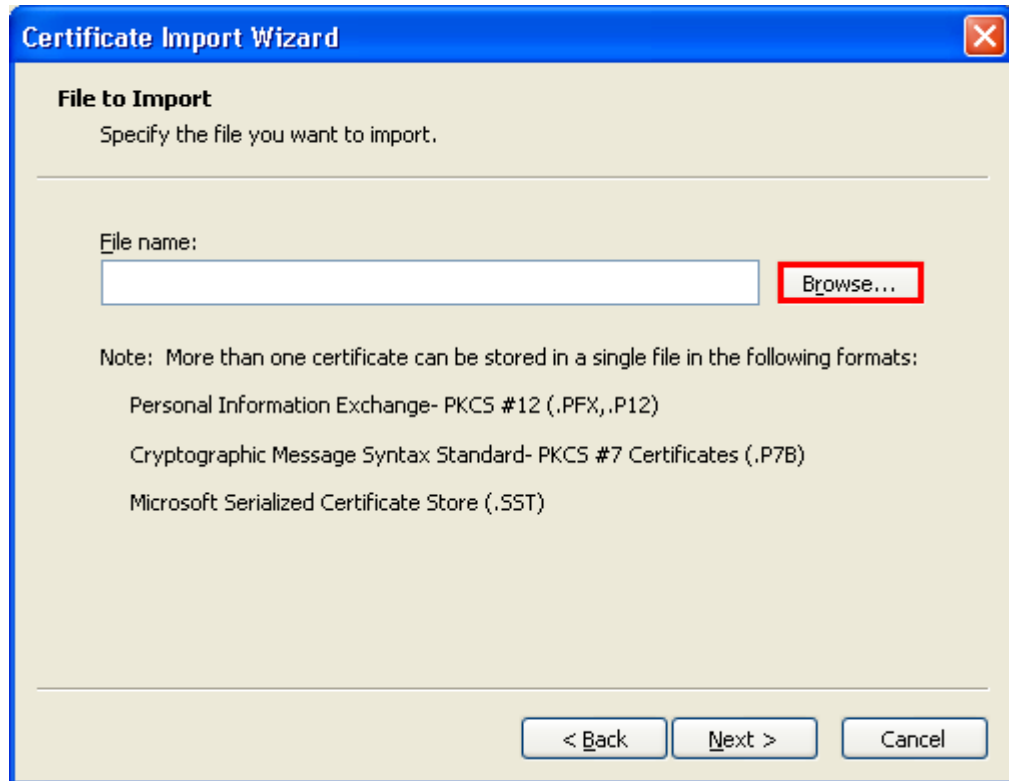 Certificate Import Wizard
File to Import
Specify the file you want to import.
File name:
Browse...
Note:  More than one certificate can be stored in a single file in the following formats:
Personal Information Exchange- PKCS #12 (.PFX,.P12)
Cryptographic Message Syntax Standard- PKCS #7 Certificates (.P7B)
Microsoft Serialized Certificate Store (.SST)
< Back
Next >
Cancel